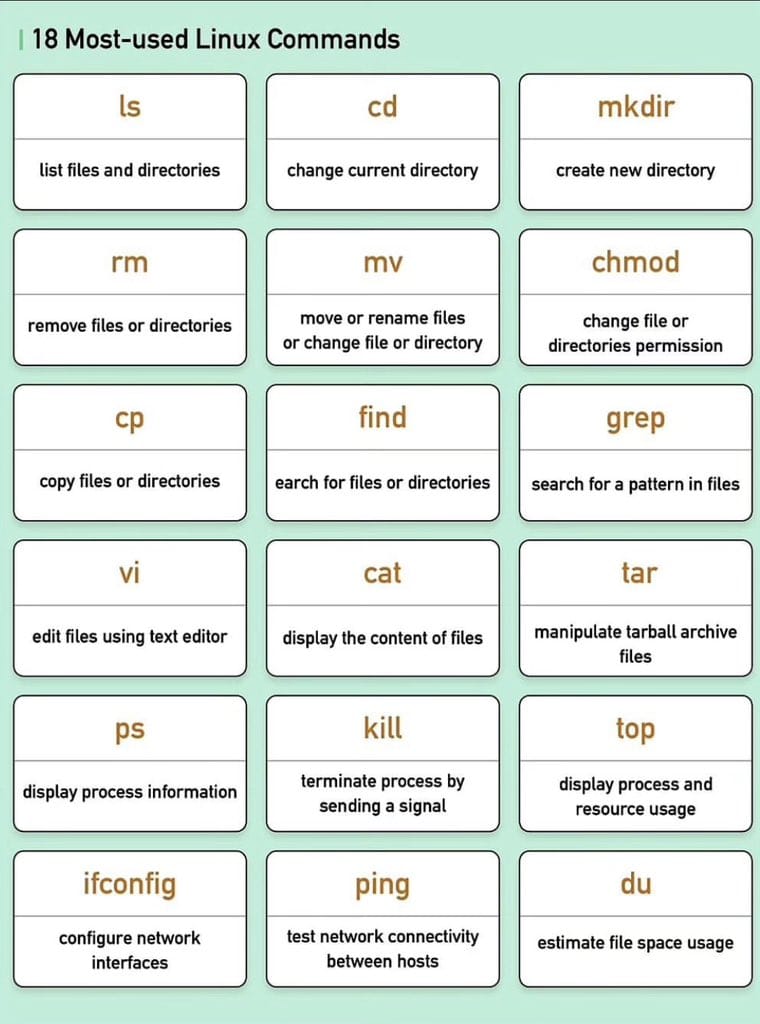 18 Most-used Linux Commands
ls
list files and directories
cd
change current directory
mkdir
create new directory
rm
remove files or directories
mv
move or rename files
or change file or directory
chmod
change file or
directories permission
cp
copy files or directories
find
earch for files or directories
grep
search for a pattern in files
vi
edit files using text editor
cat
display the content of files
tar
manipulate tarball archive
files
ps
display process information
kill
terminate process by
sending a signal
top
display process and
resource usage
ifconfig
configure network
interfaces
ping
test network connectivity
between hosts
du
estimate file space usage